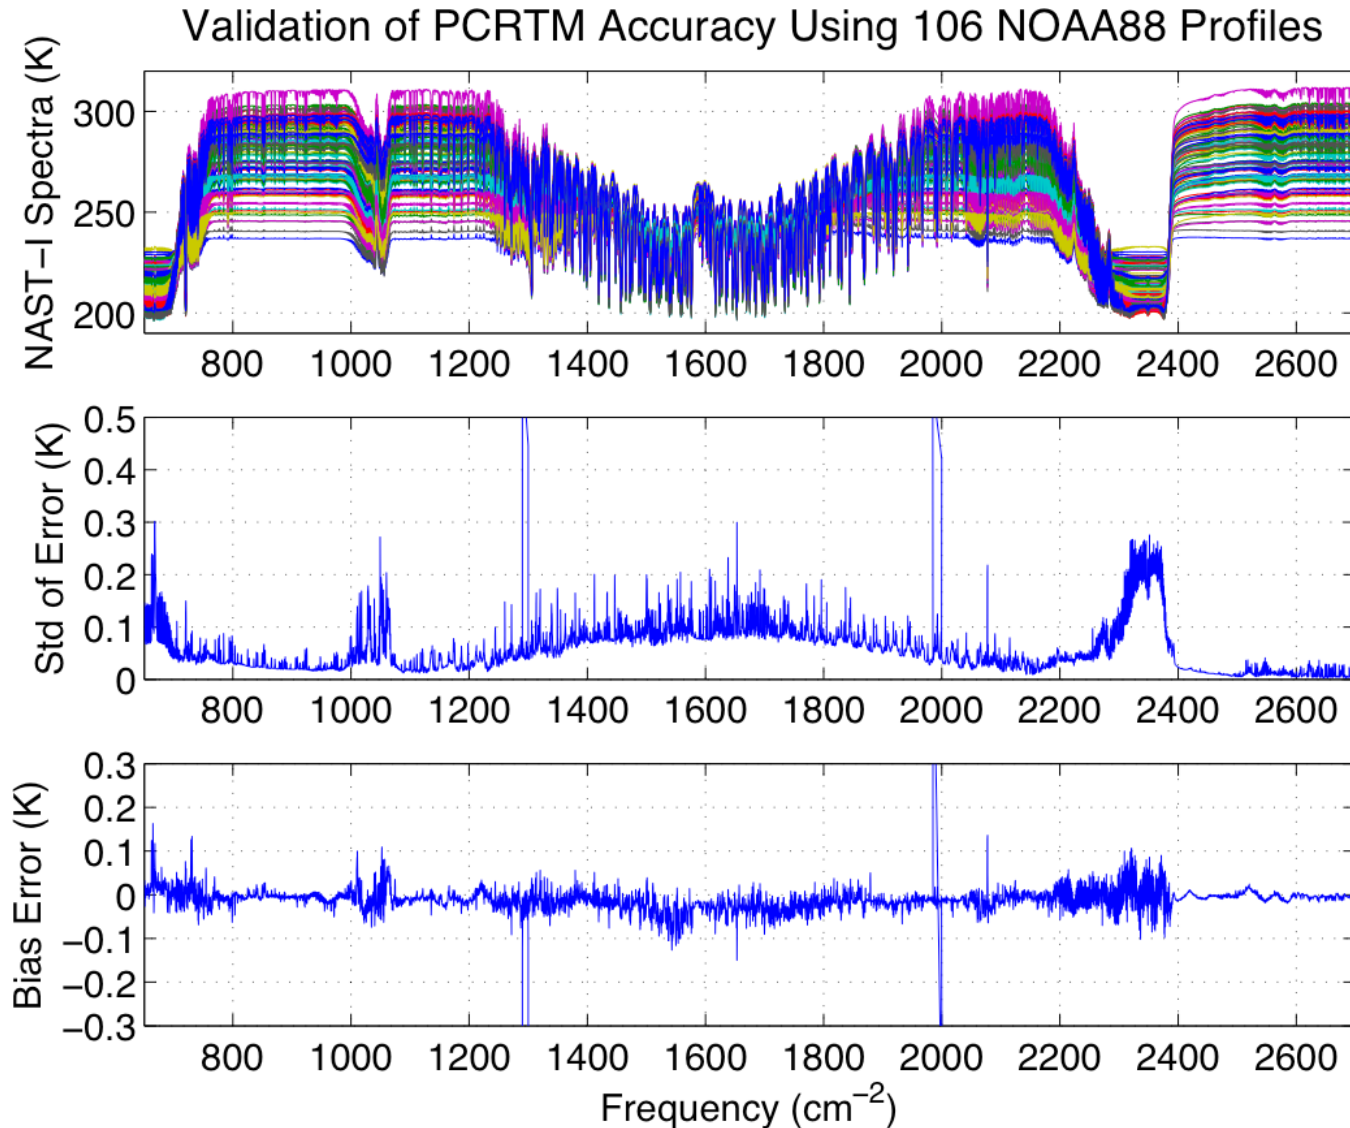 Validation of PCRTM Accuracy Using 106 NOAA88 Profiles
NAST-I Spectra (K)
300
250
200
800 1000 1200 1400 1600 1800 2000 2200 2400 2600
Std of Error (K)
0.5
0.4
0.3
0.2
0.1
0
800 1000 1200 1400 1600 1800 2000 2200 2400 2600
Bias Error (K)
0.3
0.2
0.1
0
−0.1
−0.2
−0.3
800 1000 1200 1400 1600 1800 2000 2200 2400 2600
Frequency (cm⁻²)